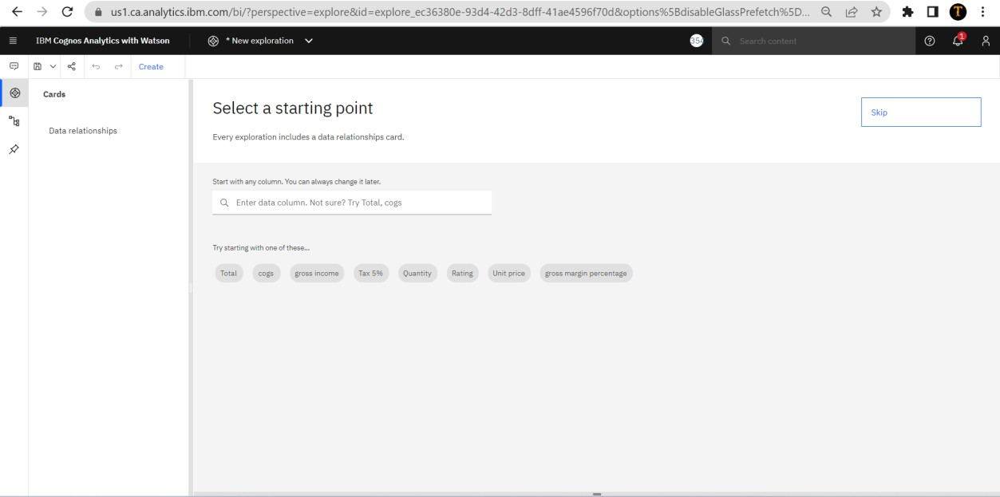 us1.ca.analytics.ibm.com/bi/?perspective=explore&id=explore_ec36380e-93d4-42d3-8dff-41ae4596f70d&options%5BdisableGlassPrefetch%5D...
T
IBM Cognos Analytics with Watson
* New exploration
354
Search content
1
Create
Cards
Data relationships
Select a starting point
Skip
Every exploration includes a data relationships card.
Start with any column. You can always change it later.
Enter data column. Not sure? Try Total, cogs
Try starting with one of these...
Total cogs gross income Tax 5% Quantity Rating Unit price gross margin percentage